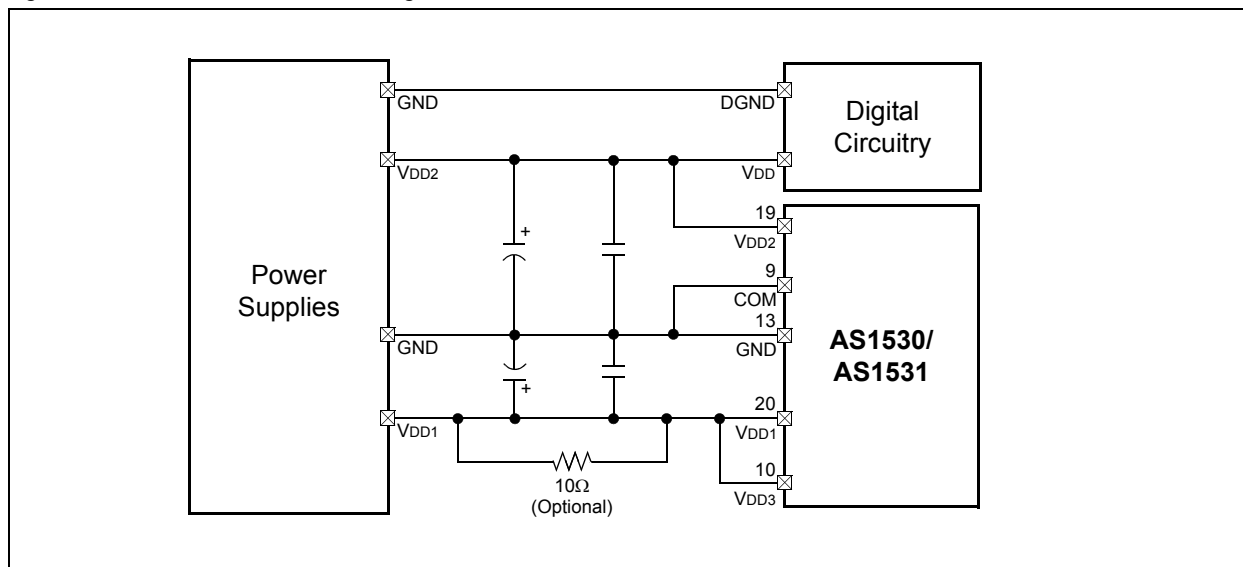 Power
Supplies
GND
VDD2
GND
VDD1
+
+
10Ω
(Optional)
DGND
VDD
Digital
Circuitry
19
VDD2
9
COM
13
GND
20
VDD1
10
VDD3
AS1530/
AS1531